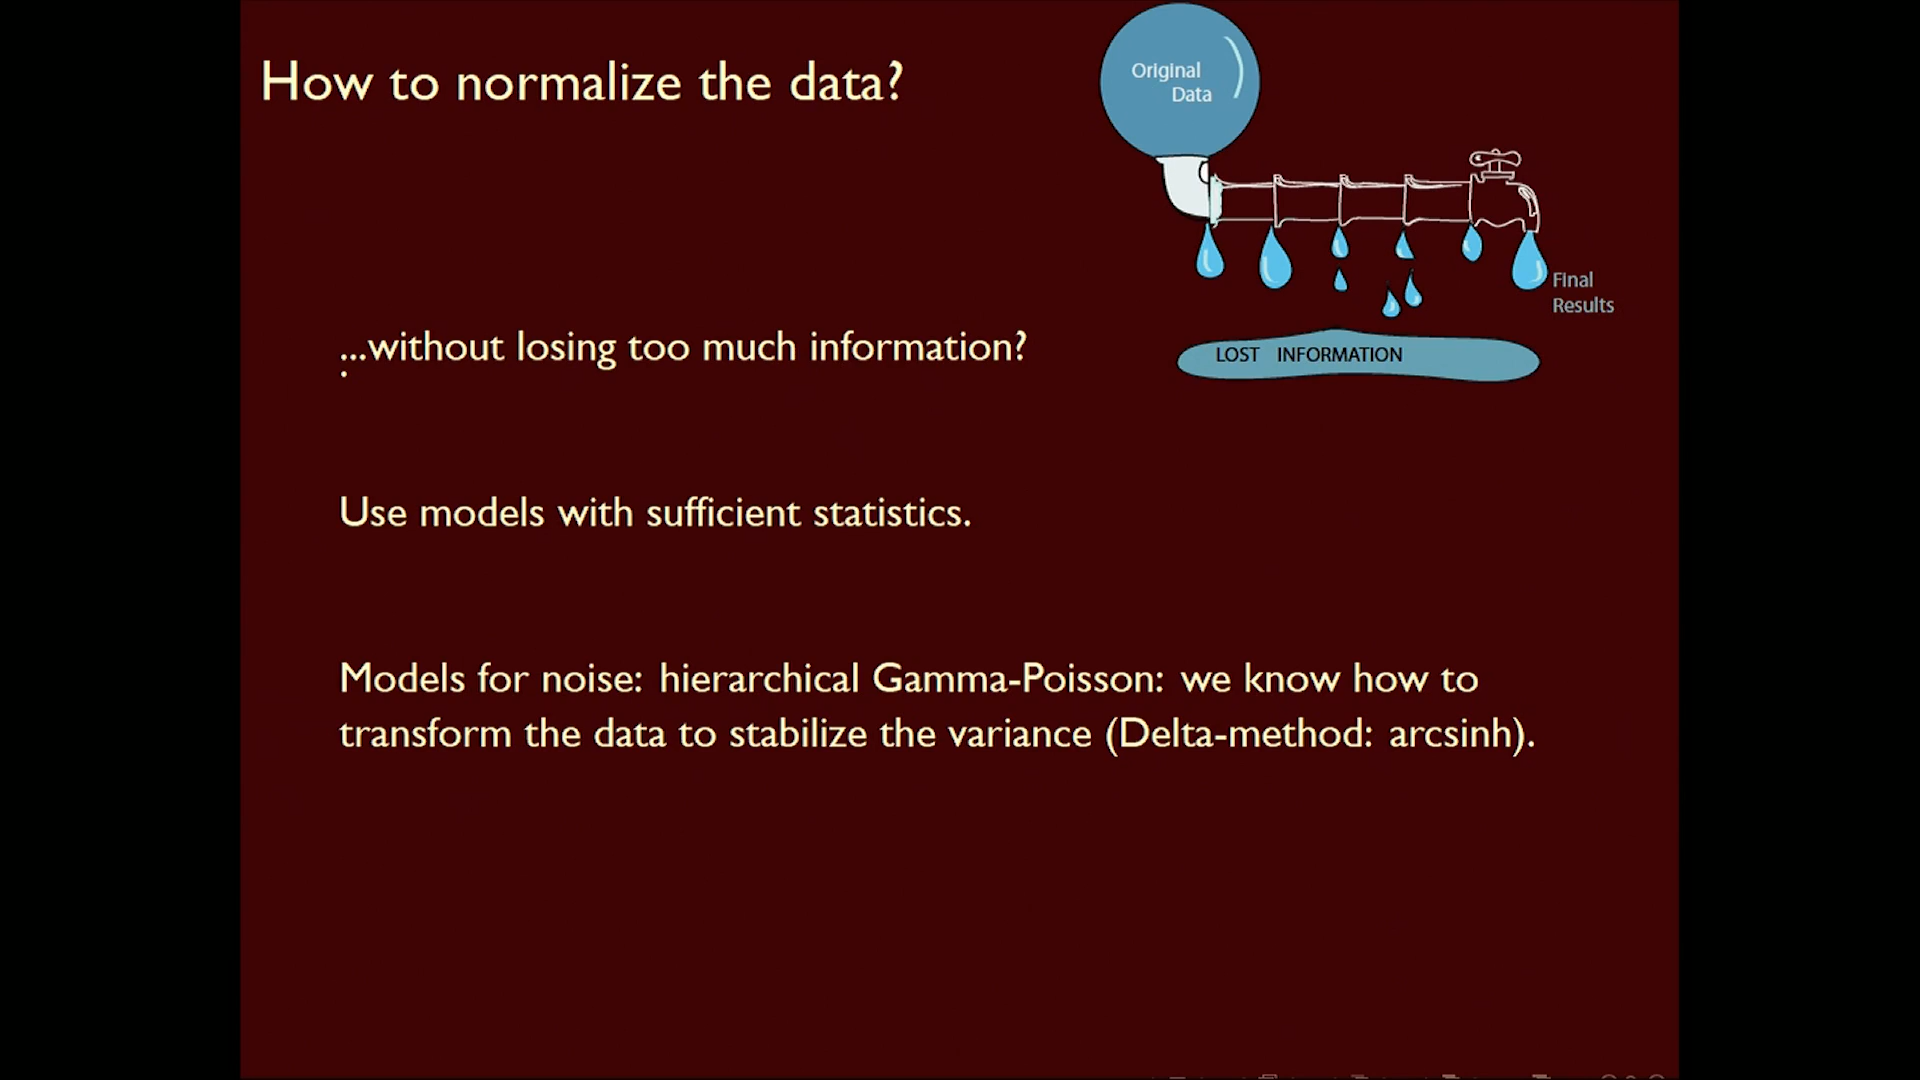 How to normalize the data?
Original
Data
Final
Results
LOST INFORMATION
...without losing too much information?
.
Use models with sufficient statistics.
Models for noise: hierarchical Gamma-Poisson: we know how to
transform the data to stabilize the variance (Delta-method: arcsinh).